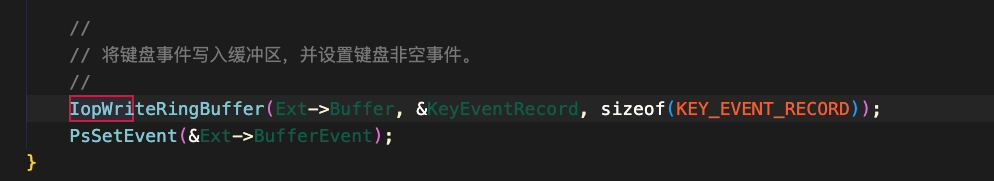 //
// 将键盘事件写入缓冲区，并设置键盘非空事件。
//
IopWriteRingBuffer(Ext->Buffer, &KeyEventRecord, sizeof(KEY_EVENT_RECORD));
PsSetEvent(&Ext->BufferEvent);
}